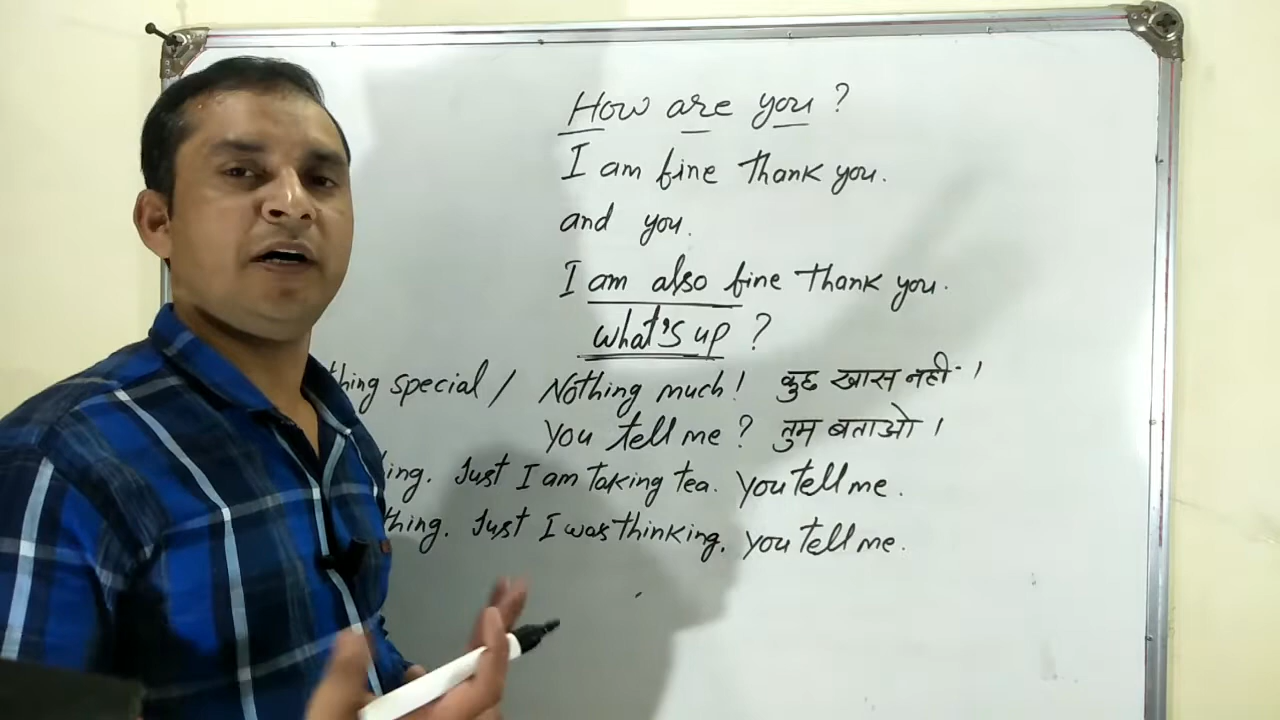 How are you ?
I am fine thank you.
and you.
I am also fine thank you.
what's up ?
thing special / Nothing much! कुछ खास नही ।
You tell me ? तुम बताओ ।
ing. Just I am taking tea. You tell me.
thing. Just I was thinking. You tell me.